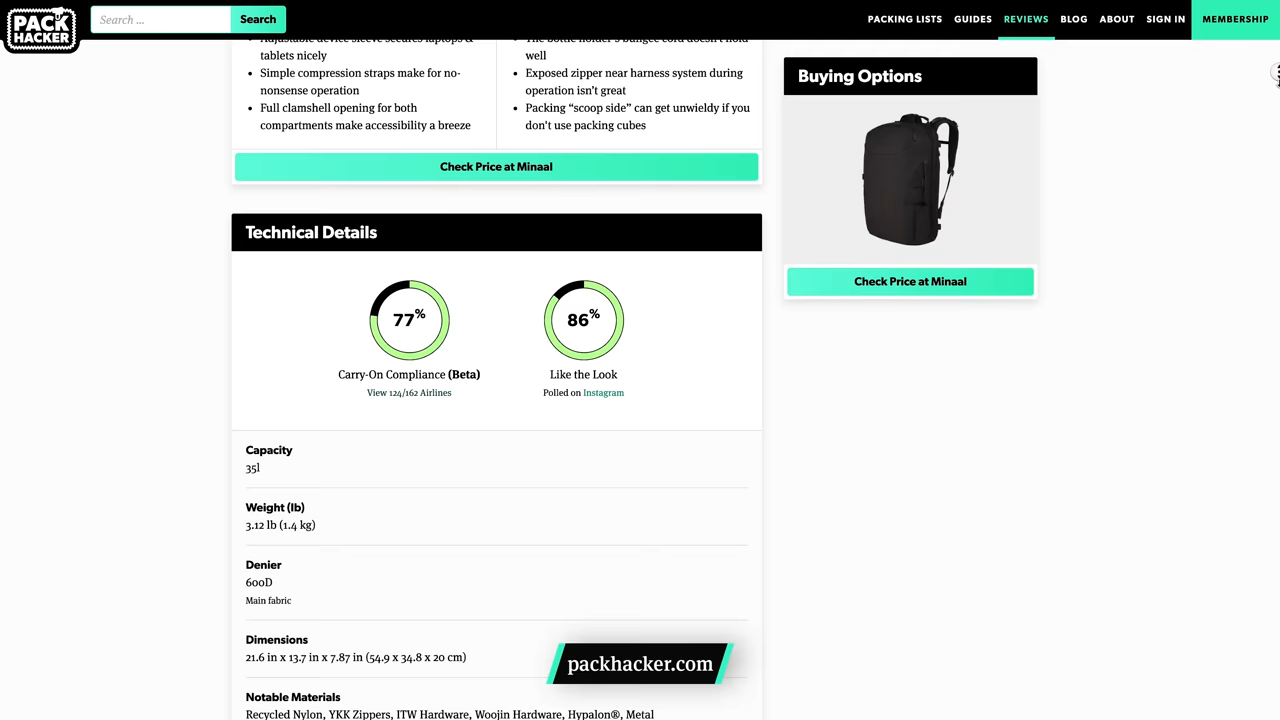 PACK
HACKER
Search ...
Search
PACKING LISTS
GUIDES
REVIEWS
BLOG
ABOUT
SIGN IN
MEMBERSHIP
Adjustable device sleeve secures laptops &
tablets nicely
• Simple compression straps make for no-
nonsense operation
• Full clamshell opening for both
compartments make accessibility a breeze
The bottle holder's bungee cord doesn't hold
well
• Exposed zipper near harness system during
operation isn't great
• Packing “scoop side” can get unwieldy if you
don't use packing cubes
Check Price at Minaal
Buying Options
Check Price at Minaal
Technical Details
77%
Carry-On Compliance (Beta)
View 124/162 Airlines
86%
Like the Look
Polled on Instagram
Capacity
35l
Weight (lb)
3.12 lb (1.4 kg)
Denier
600D
Main fabric
Dimensions
21.6 in x 13.7 in x 7.87 in (54.9 x 34.8 x 20 cm)
Notable Materials
Recycled Nylon, YKK Zippers, ITW Hardware, Woojin Hardware, Hypalon®, Metal
packhacker.com